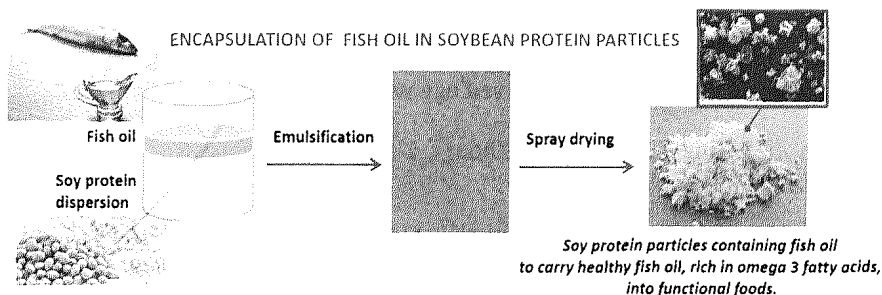 ENCAPSULATION OF FISH OIL IN SOYBEAN PROTEIN PARTICLES
Fish oil
Soy protein
dispersion
Emulsification
Spray drying
Soy protein particles containing fish oil
to carry healthy fish oil, rich in omega 3 fatty acids,
into functional foods.